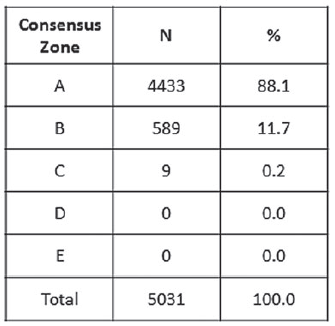 Consensus Zone N %
A 4433 88.1
B 589 11.7
C 9 0.2
D 0 0.0
E 0 0.0
Total 5031 100.0